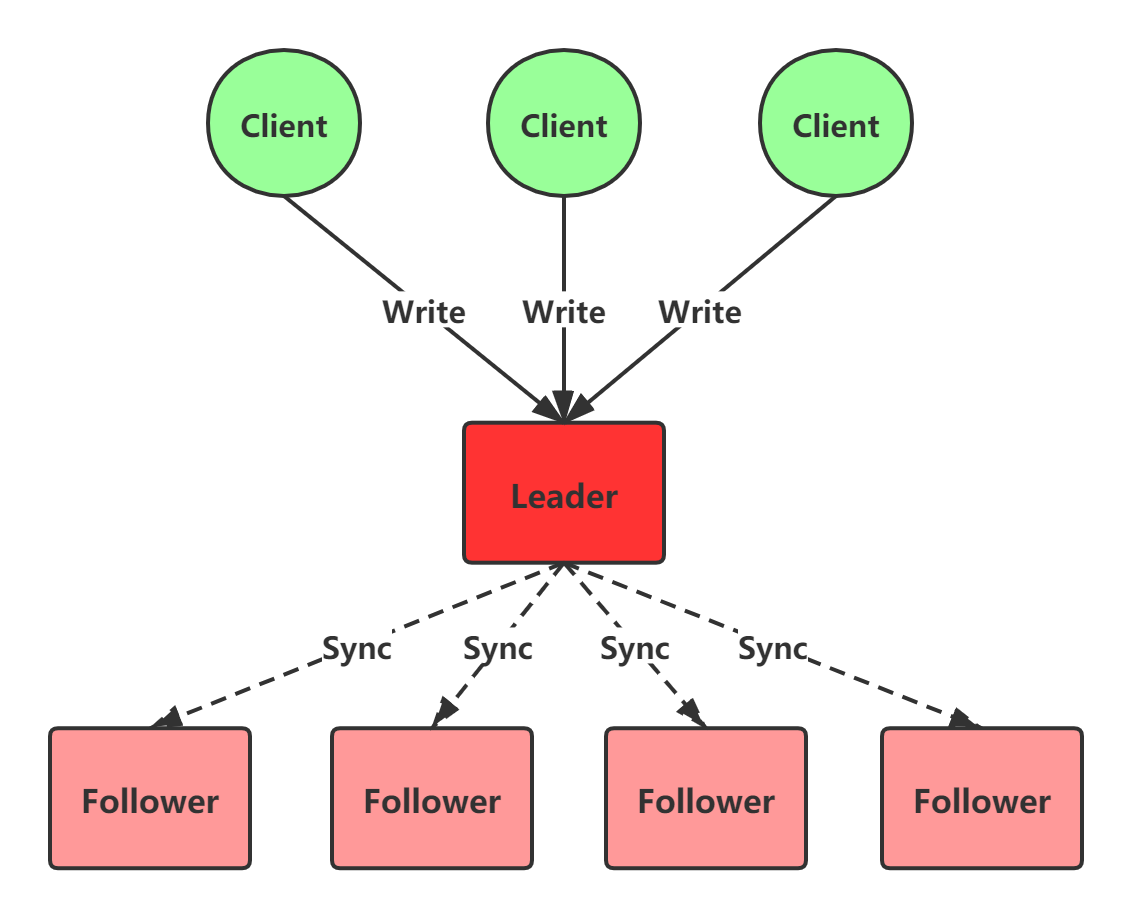 Client
Client
Client
Write
Write
Write
Leader
Sync
Sync
Sync
Sync
Follower
Follower
Follower
Follower